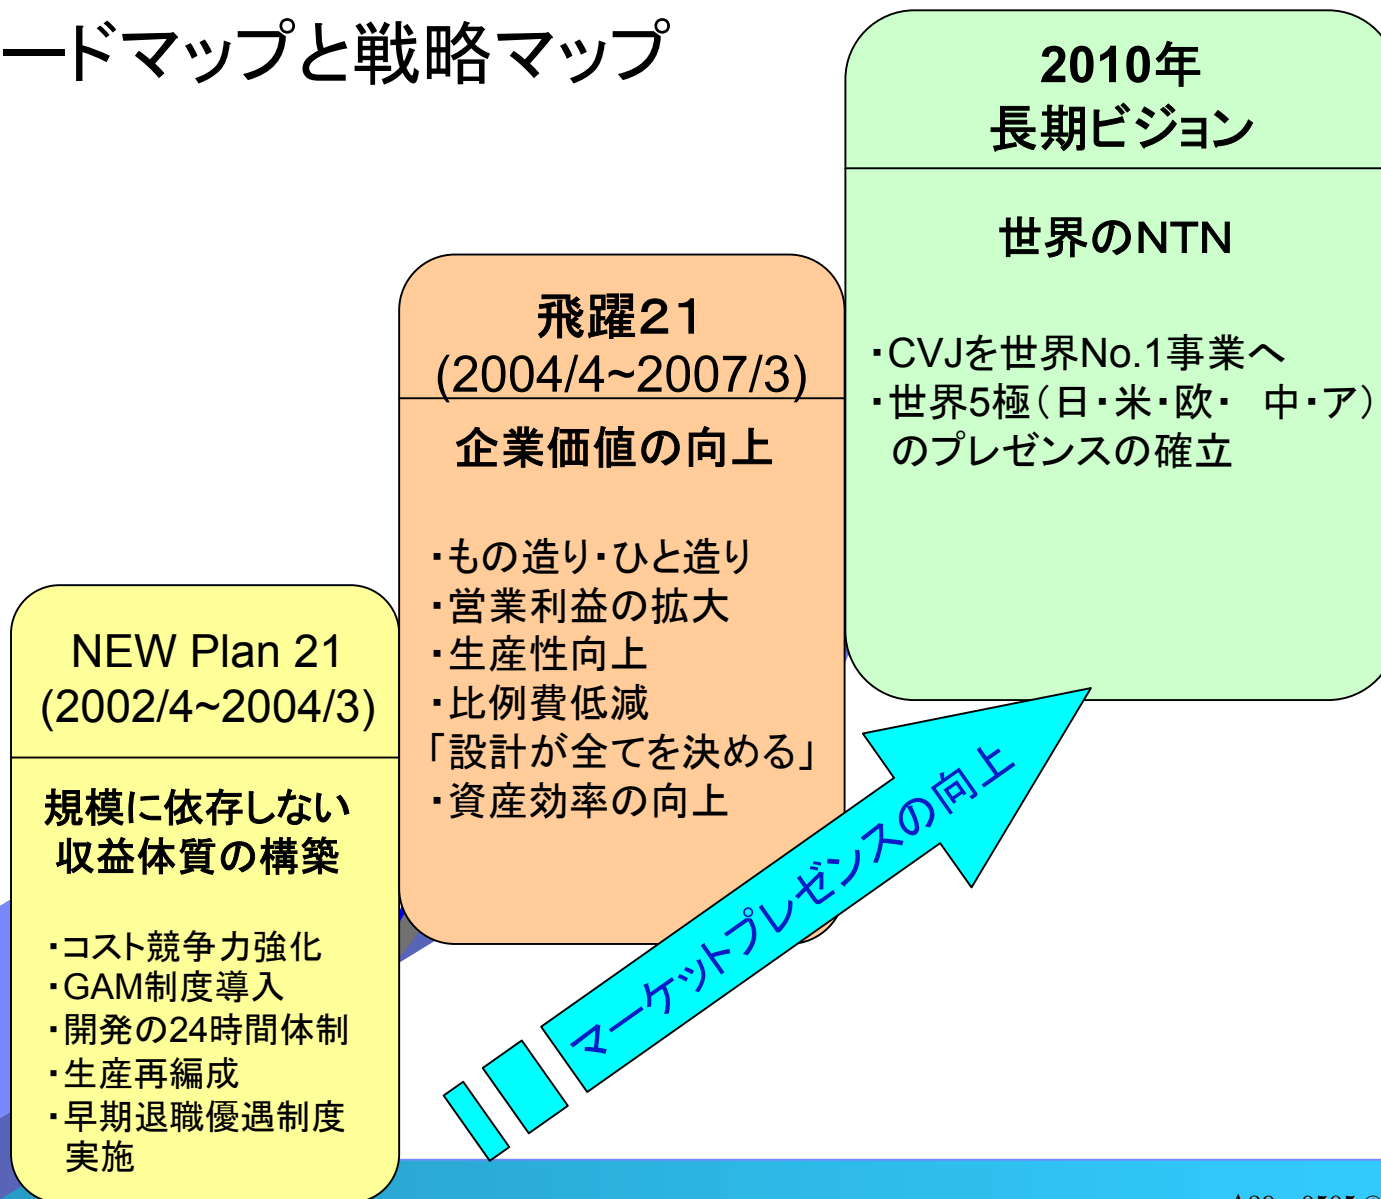 ードマップと戦略マップ
2010年
長期ビジョン
世界のNTN
・CVJを世界No.1事業へ
・世界5極（日・米・欧・　中・ア）
のプレゼンスの確立
飛躍２１
(2004/4~2007/3)
企業価値の向上
・もの造り・ひと造り
・営業利益の拡大
・生産性向上
・比例費低減
「設計が全てを決める」
・資産効率の向上
NEW Plan 21
(2002/4~2004/3)
規模に依存しない
収益体質の構築
・コスト競争力強化
・GAM制度導入
・開発の24時間体制
・生産再編成
・早期退職優遇制度
実施
マーケットプレゼンスの向上